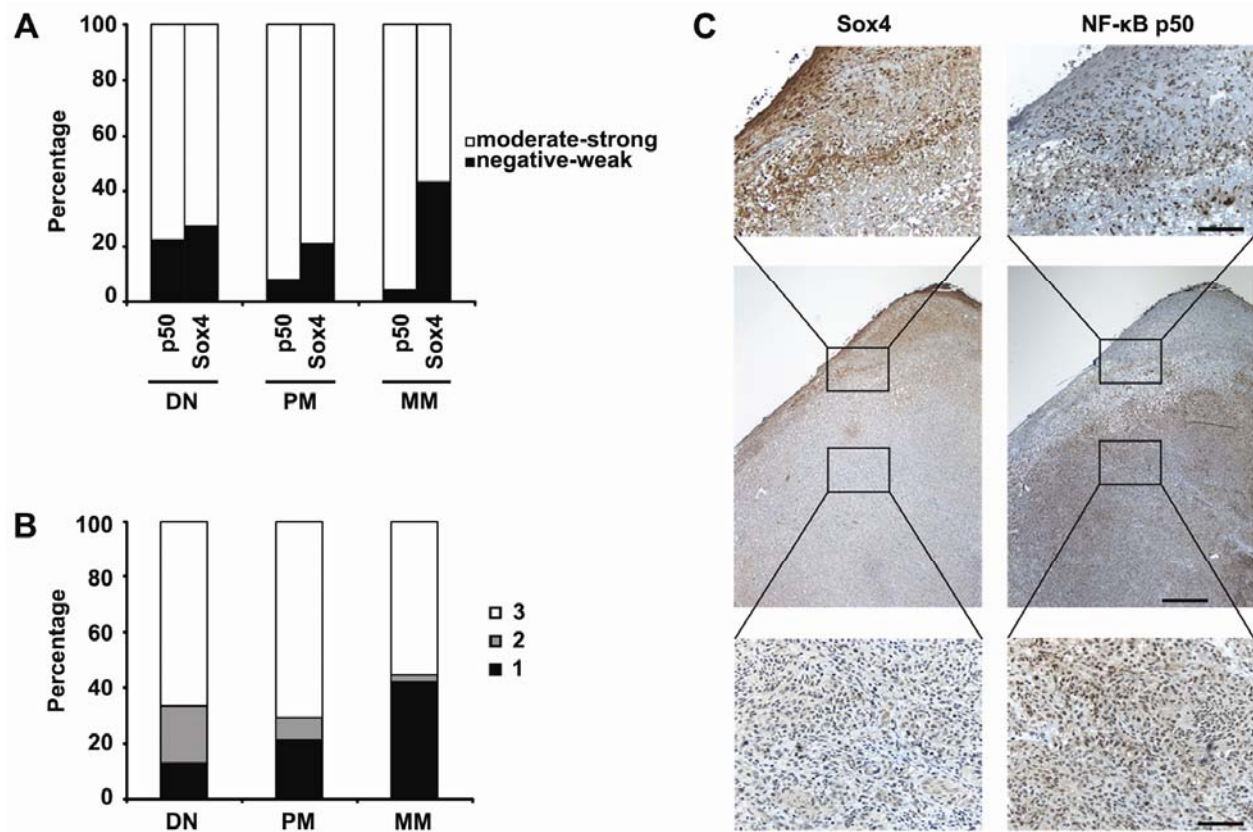 A
Percentage
100
80
60
40
20
0
p50
Sox4
p50
Sox4
p50
Sox4
DN
PM
MM
moderate-strong
negative-weak
B
Percentage
100
80
60
40
20
0
DN
PM
MM
3
2
1
C
Sox4
NF-κB p50